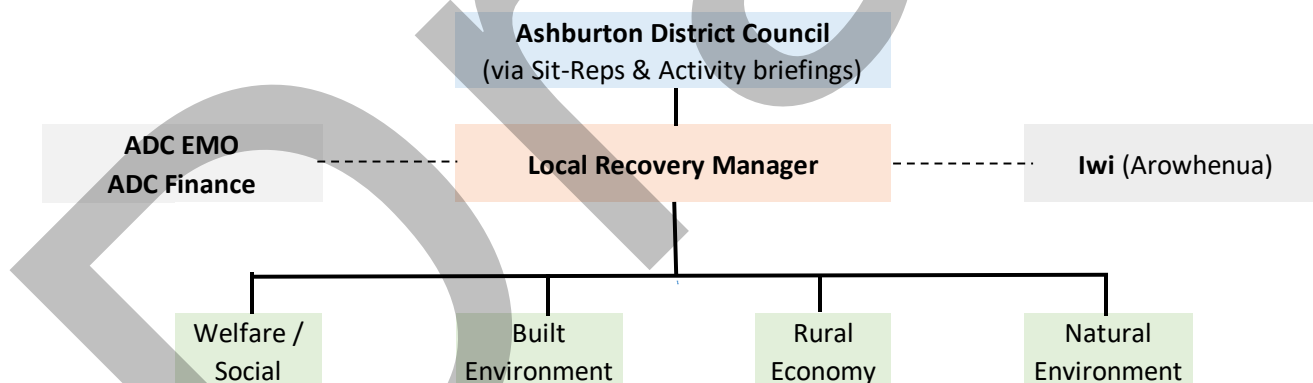 Ashburton District Council
(via Sit-Reps & Activity briefings)
ADC EMO
ADC Finance
Local Recovery Manager
Iwi (Arowhenua)
Welfare /
Social
Built
Environment
Rural
Economy
Natural
Environment